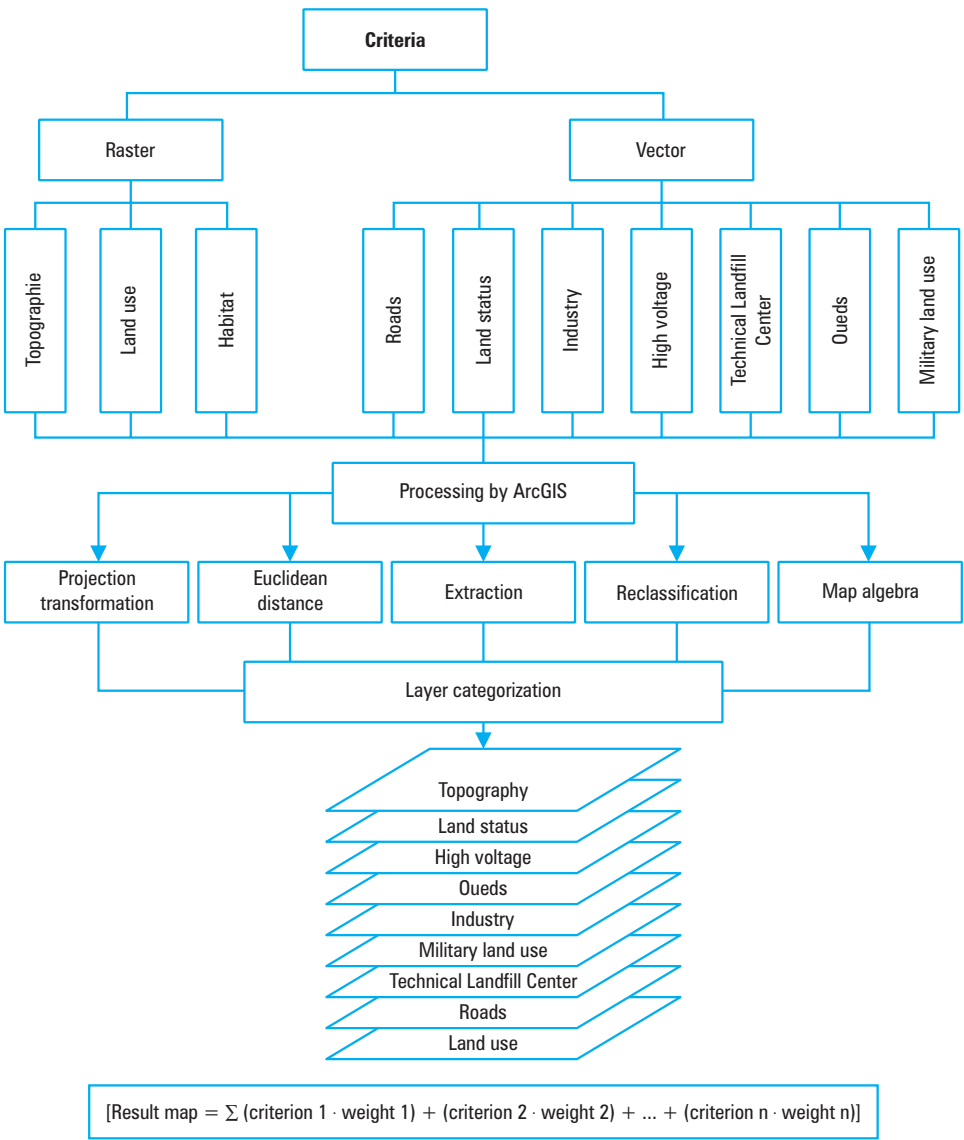 Criteria
Raster
Vector
Topographie
Land use
Habitat
Roads
Land status
Industry
High voltage
Technical Landfill
Center
Oueds
Military land use
Processing by ArcGIS
Projection
transformation
Euclidean
distance
Extraction
Reclassification
Map algebra
Layer categorization
Topography
Land status
High voltage
Oueds
Industry
Military land use
Technical Landfill Center
Roads
Land use
[Result map = ∑ (criterion 1 · weight 1) + (criterion 2 · weight 2) + ... + (criterion n · weight n)]